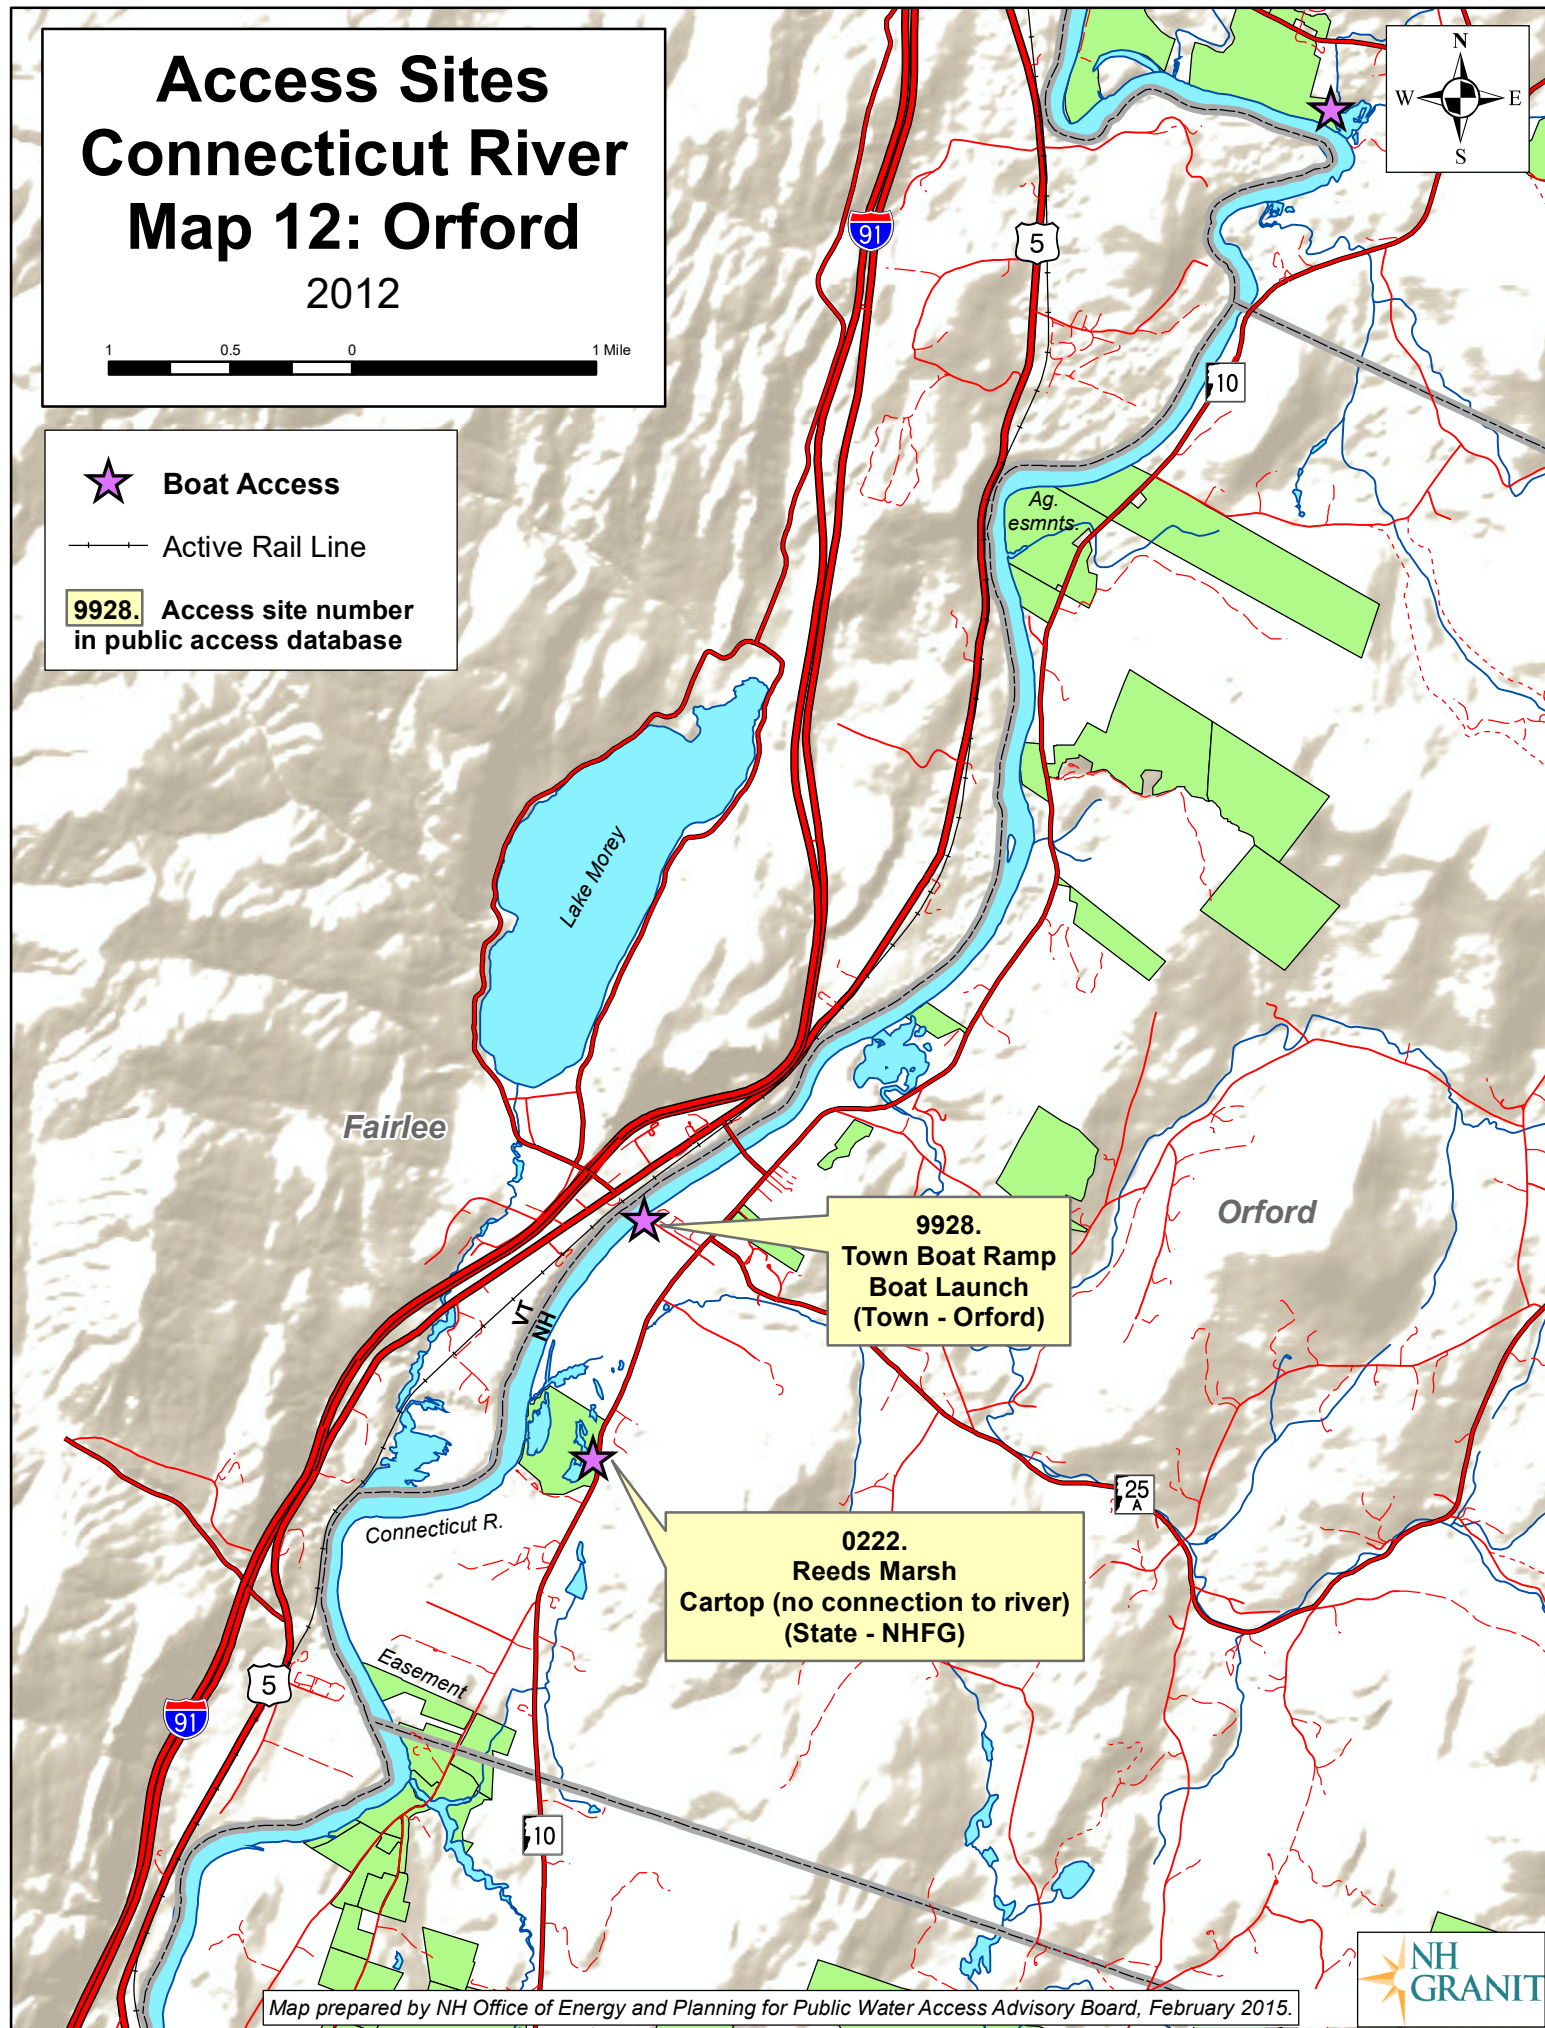 Access Sites
Connecticut River
Map 12: Orford
2012
1 0.5 0 1 Mile
Boat Access
Active Rail Line
9928. Access site number
in public access database
N
W E
S
91
5
10
Ag.
esmnts.
Lake Morey
Fairlee
Orford
9928.
Town Boat Ramp
Boat Launch
(Town - Orford)
VT
NH
25
A
Connecticut R.
0222.
Reeds Marsh
Cartop (no connection to river)
(State - NHFG)
Easement
5
91
10
NH
GRANIT
Map prepared by NH Office of Energy and Planning for Public Water Access Advisory Board, February 2015.